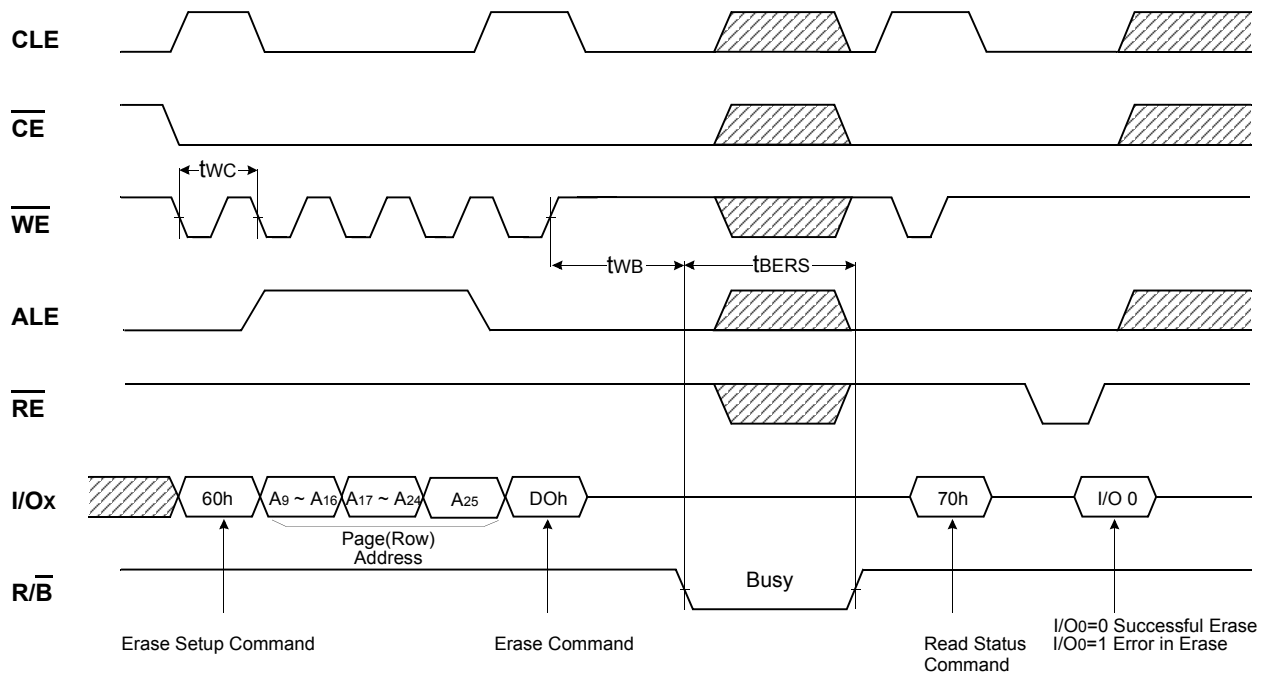 CLE
CE
tWC
WE
tWB
tBERS
ALE
RE
I/Ox
60h
A9 ~ A16
A17 ~ A24
A25
DOh
70h
I/O 0
Page(Row)
Address
R/B
Busy
Erase Setup Command
Erase Command
Read Status
Command
I/O0=0 Successful Erase
I/O0=1 Error in Erase